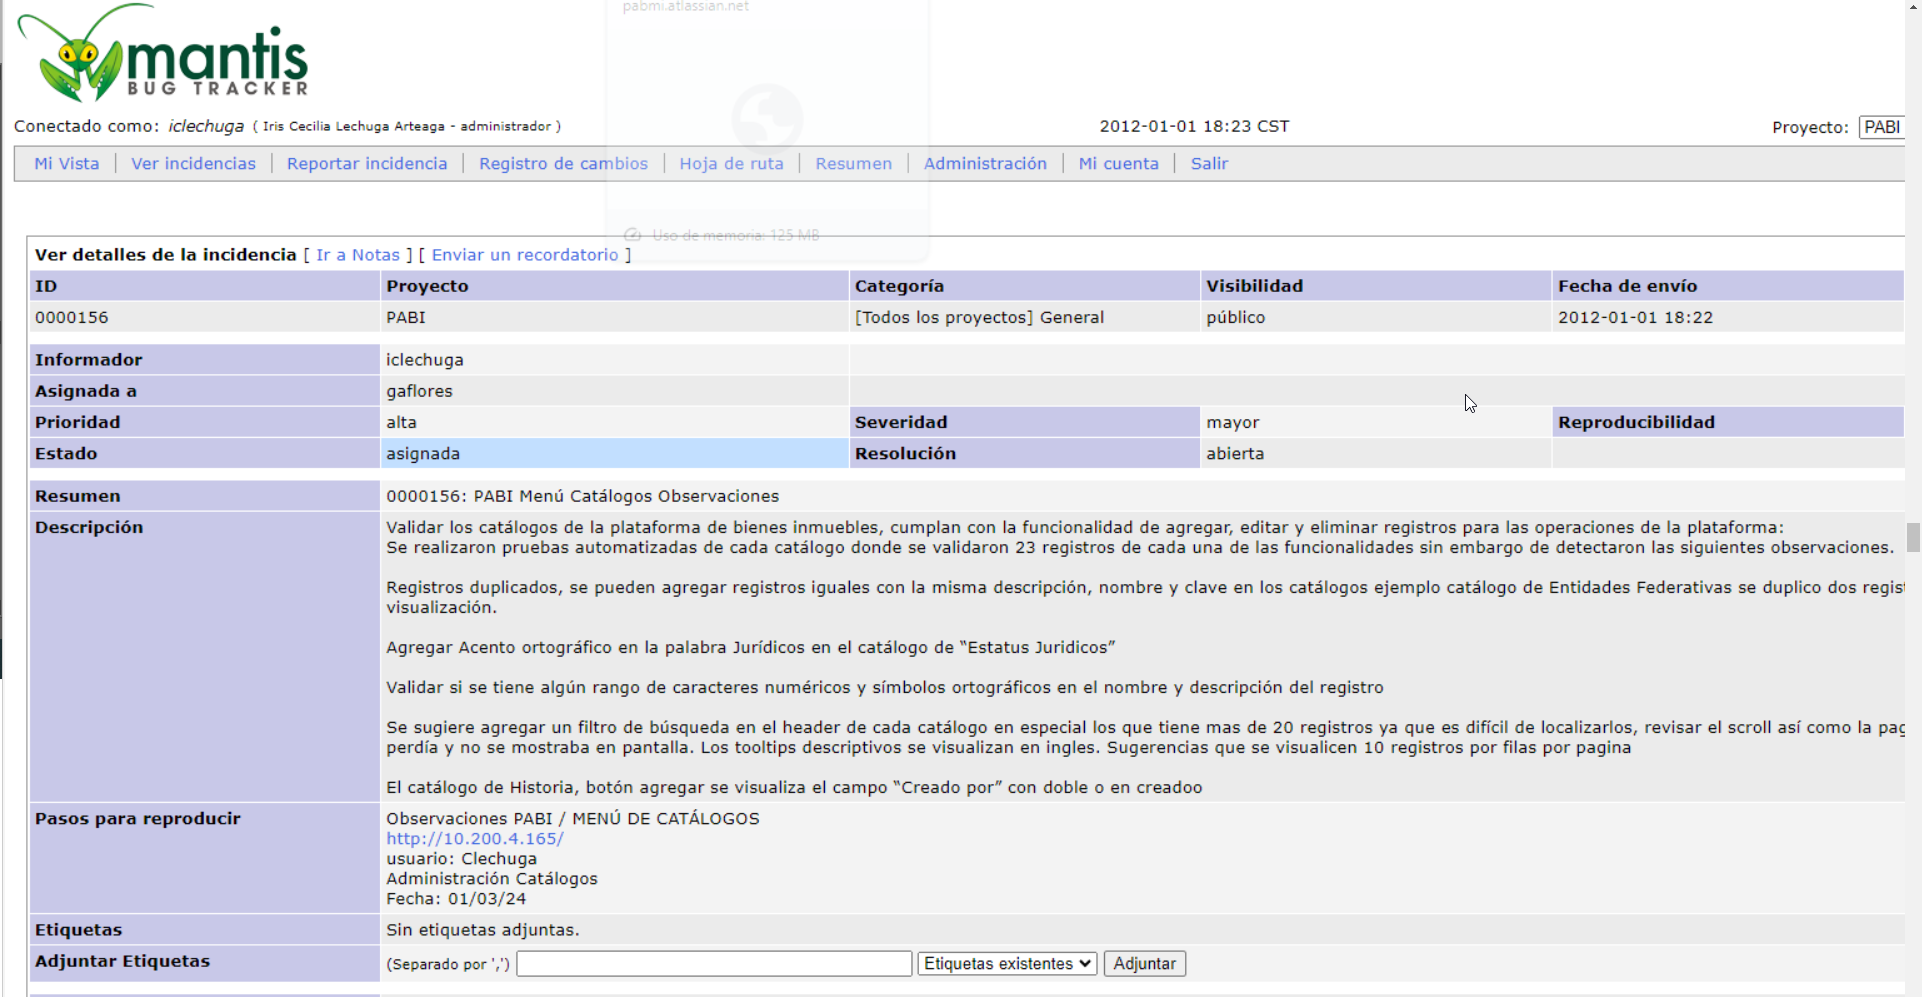 pabmi.atlassian.net
mantis
BUG TRACKER
Conectado como: iclechuga ( Iris Cecilia Lechuga Arteaga - administrador )
2012-01-01 18:23 CST
Proyecto: PABI
Mi Vista | Ver incidencias | Reportar incidencia | Registro de cambios | Hoja de ruta | Resumen | Administración | Mi cuenta | Salir
Uso de memoria: 125 MB
Ver detalles de la incidencia [ Ir a Notas ] [ Enviar un recordatorio ]
ID Proyecto Categoría Visibilidad Fecha de envío
0000156 PABI [Todos los proyectos] General público 2012-01-01 18:22
Informador iclechuga
Asignada a gaflores
Prioridad alta Severidad mayor Reproducibilidad
Estado asignada Resolución abierta
Resumen 0000156: PABI Menú Catálogos Observaciones
Descripción Validar los catálogos de la plataforma de bienes inmuebles, cumplan con la funcionalidad de agregar, editar y eliminar registros para las operaciones de la plataforma:
Se realizaron pruebas automatizadas de cada catálogo donde se validaron 23 registros de cada una de las funcionalidades sin embargo de detectaron las siguientes observaciones.
Registros duplicados, se pueden agregar registros iguales con la misma descripción, nombre y clave en los catálogos ejemplo catálogo de Entidades Federativas se duplico dos regist
visualización.
Agregar Acento ortográfico en la palabra Jurídicos en el catálogo de “Estatus Juridicos”
Validar si se tiene algún rango de caracteres numéricos y símbolos ortográficos en el nombre y descripción del registro
Se sugiere agregar un filtro de búsqueda en el header de cada catálogo en especial los que tiene mas de 20 registros ya que es difícil de localizarlos, revisar el scroll así como la pag
perdía y no se mostraba en pantalla. Los tooltips descriptivos se visualizan en ingles. Sugerencias que se visualicen 10 registros por filas por pagina
El catálogo de Historia, botón agregar se visualiza el campo “Creado por” con doble o en creadoo
Pasos para reproducir Observaciones PABI / MENÚ DE CATÁLOGOS
http://10.200.4.165/
usuario: Clechuga
Administración Catálogos
Fecha: 01/03/24
Etiquetas Sin etiquetas adjuntas.
Adjuntar Etiquetas (Separado por ',') Etiquetas existentes Adjuntar